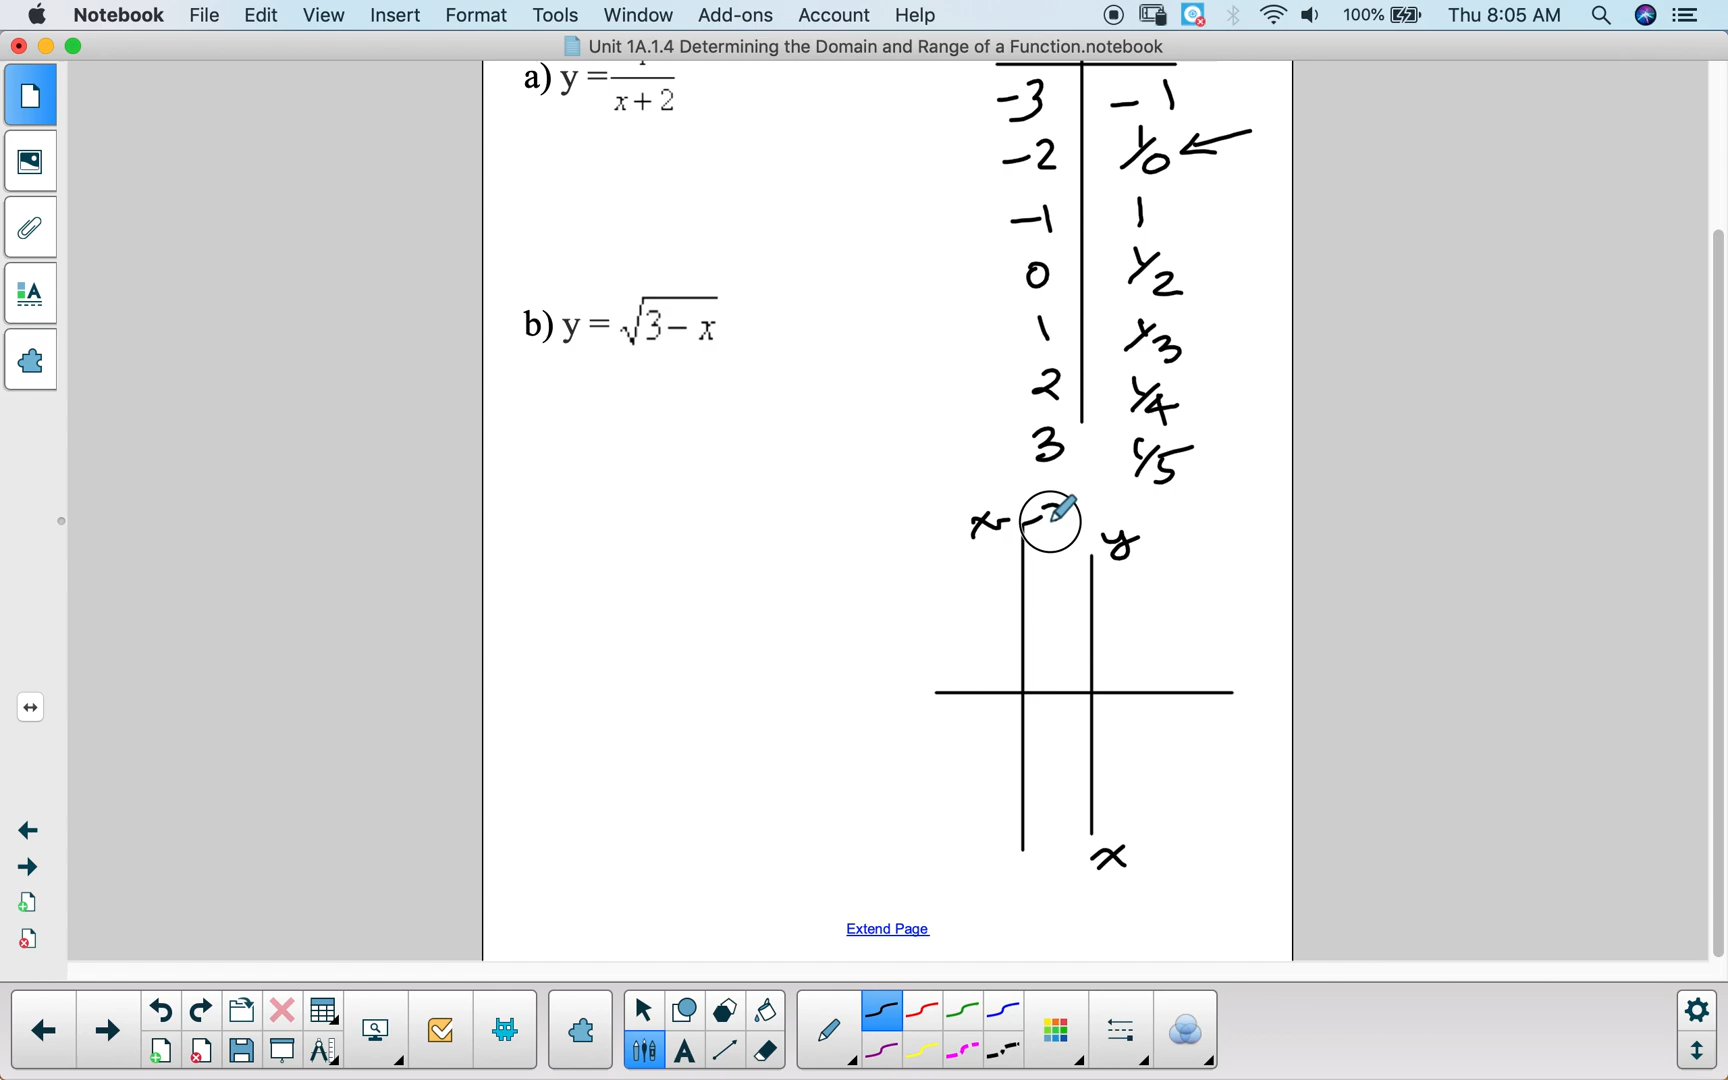 Notebook File Edit View Insert Format Tools Window Add-ons Account Help 100% Thu 8:05 AM
Unit 1A.1.4 Determining the Domain and Range of a Function.notebook
a) y = / x + 2
-3 -1
-2 1/0
-1 1
0 1/2
b) y = √3 − x
1 1/3
2 1/4
3 1/5
x=
y
x
Extend Page
A
A